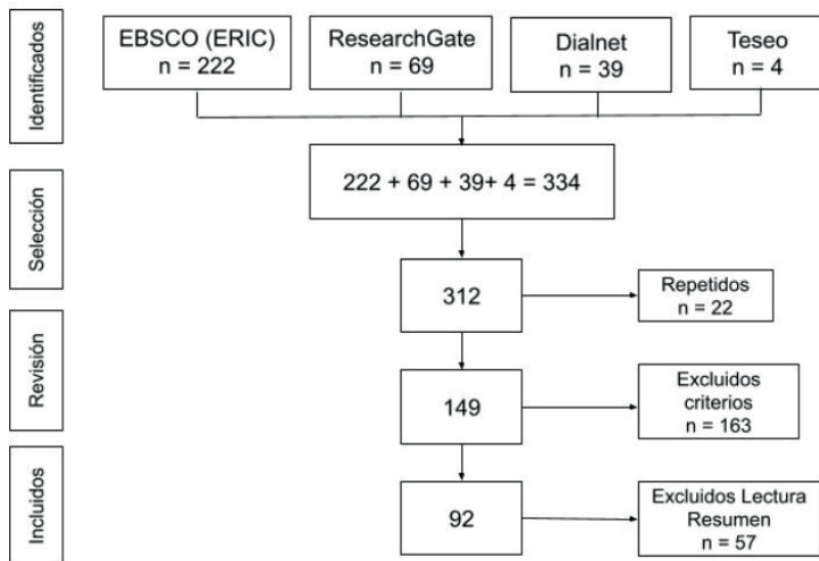 Identificados
EBSCO (ERIC)
n = 222
ResearchGate
n = 69
Dialnet
n = 39
Teseo
n = 4
222 + 69 + 39+ 4 = 334
Selección
312
Repetidos
n = 22
Revisión
149
Excluidos
criterios
n = 163
Incluidos
92
Excluidos Lectura
Resumen
n = 57